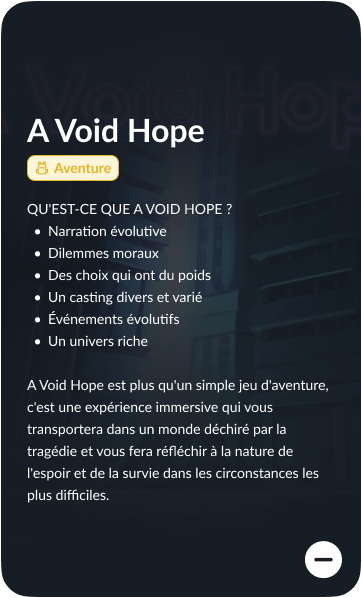 A Void Hope
A Void Hope
Aventure
QU'EST-CE QUE A VOID HOPE ?
• Narration évolutive
• Dilemmes moraux
• Des choix qui ont du poids
• Un casting divers et varié
• Événements évolutifs
• Un univers riche
A Void Hope est plus qu'un simple jeu d'aventure,
c'est une expérience immersive qui vous
transportera dans un monde déchiré par la
tragédie et vous fera réfléchir à la nature de
l'espoir et de la survie dans les circonstances les
plus difficiles.